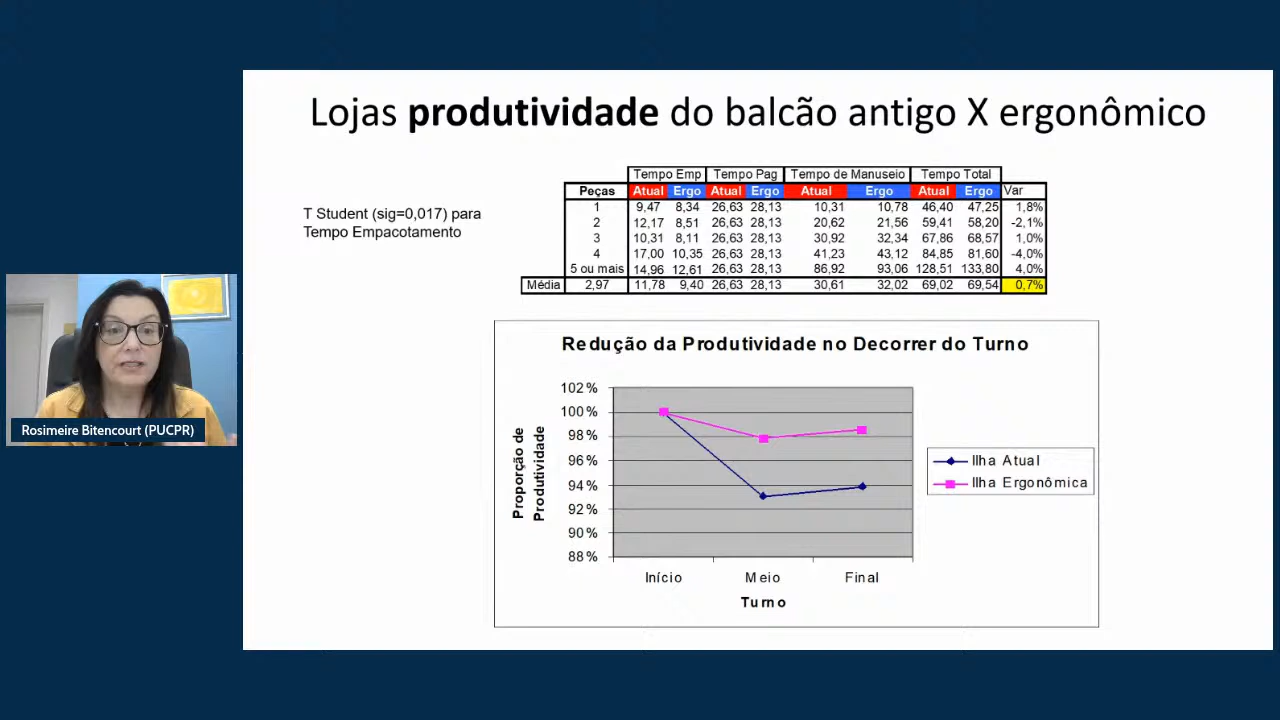 Lojas produtividade do balcão antigo X ergonômico
T Student (sig=0,017) para
Tempo Empacotamento
Tempo Emp Tempo Pag Tempo de Manuseio Tempo Total
Peças Atual Ergo Atual Ergo Atual Ergo Atual Ergo Var
1 9,47 8,34 26,63 28,13 10,31 10,78 46,40 47,25 1,8%
2 12,17 8,51 26,63 28,13 20,62 21,56 59,41 58,20 -2,1%
3 10,31 8,11 26,63 28,13 30,92 32,34 67,86 68,57 1,0%
4 17,00 10,35 26,63 28,13 41,23 43,12 84,85 81,60 -4,0%
5 ou mais 14,96 12,61 26,63 28,13 86,92 93,06 128,51 133,80 4,0%
Média 2,97 11,78 9,40 26,63 28,13 30,61 32,02 69,02 69,54 0,7%
Redução da Produtividade no Decorrer do Turno
Proporção de
Produtividade
102%
100%
98%
96%
94%
92%
90%
88%
Início Meio Final
Turno
Ilha Atual
Ilha Ergonômica
Rosimeire Bitencourt (PUCPR)